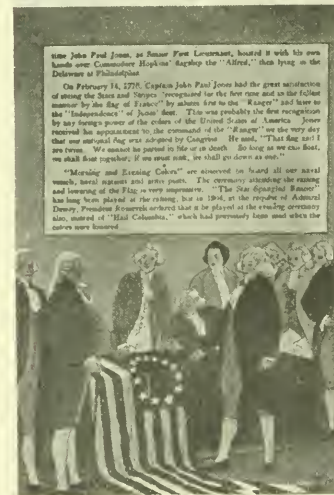 time John Paul Jones, as Senior First Lieutenant, hoisted it with his own
hands over Commodore Hopkins' flagship the "Alfred," then lying in the
Delaware at Philadelphia
On February 14, 1778, Captain John Paul Jones had the great satisfaction
of seeing the Stars and Stripes "recognized for the first time and in the fullest
manner by the flag of France" by salutes first to the "Ranger" and later to
the "Independence" of Jones' fleet. This was probably the first recognition
by any foreign power of the colors of the United States of America. Jones
received his appointment to the command of the "Ranger" on the very day
that our national flag was adopted by Congress. He said, "That flag and I
are twins. We cannot be parted in life or in death. So long as we can float,
we shall float together; if we must sink, we shall go down as one."
"Morning and Evening Colors" are observed on board all our naval
vessels, naval stations and army posts. The ceremony attending the raising
and lowering of the Flag is very impressive. "The Star Spangled Banner"
has long been played at the raising, but in at the request of Admiral
Dewey, President Roosevelt ordered that it be played at the evening ceremony
also, instead of "Hail Columbia," which had previously been used when the
colors were lowered